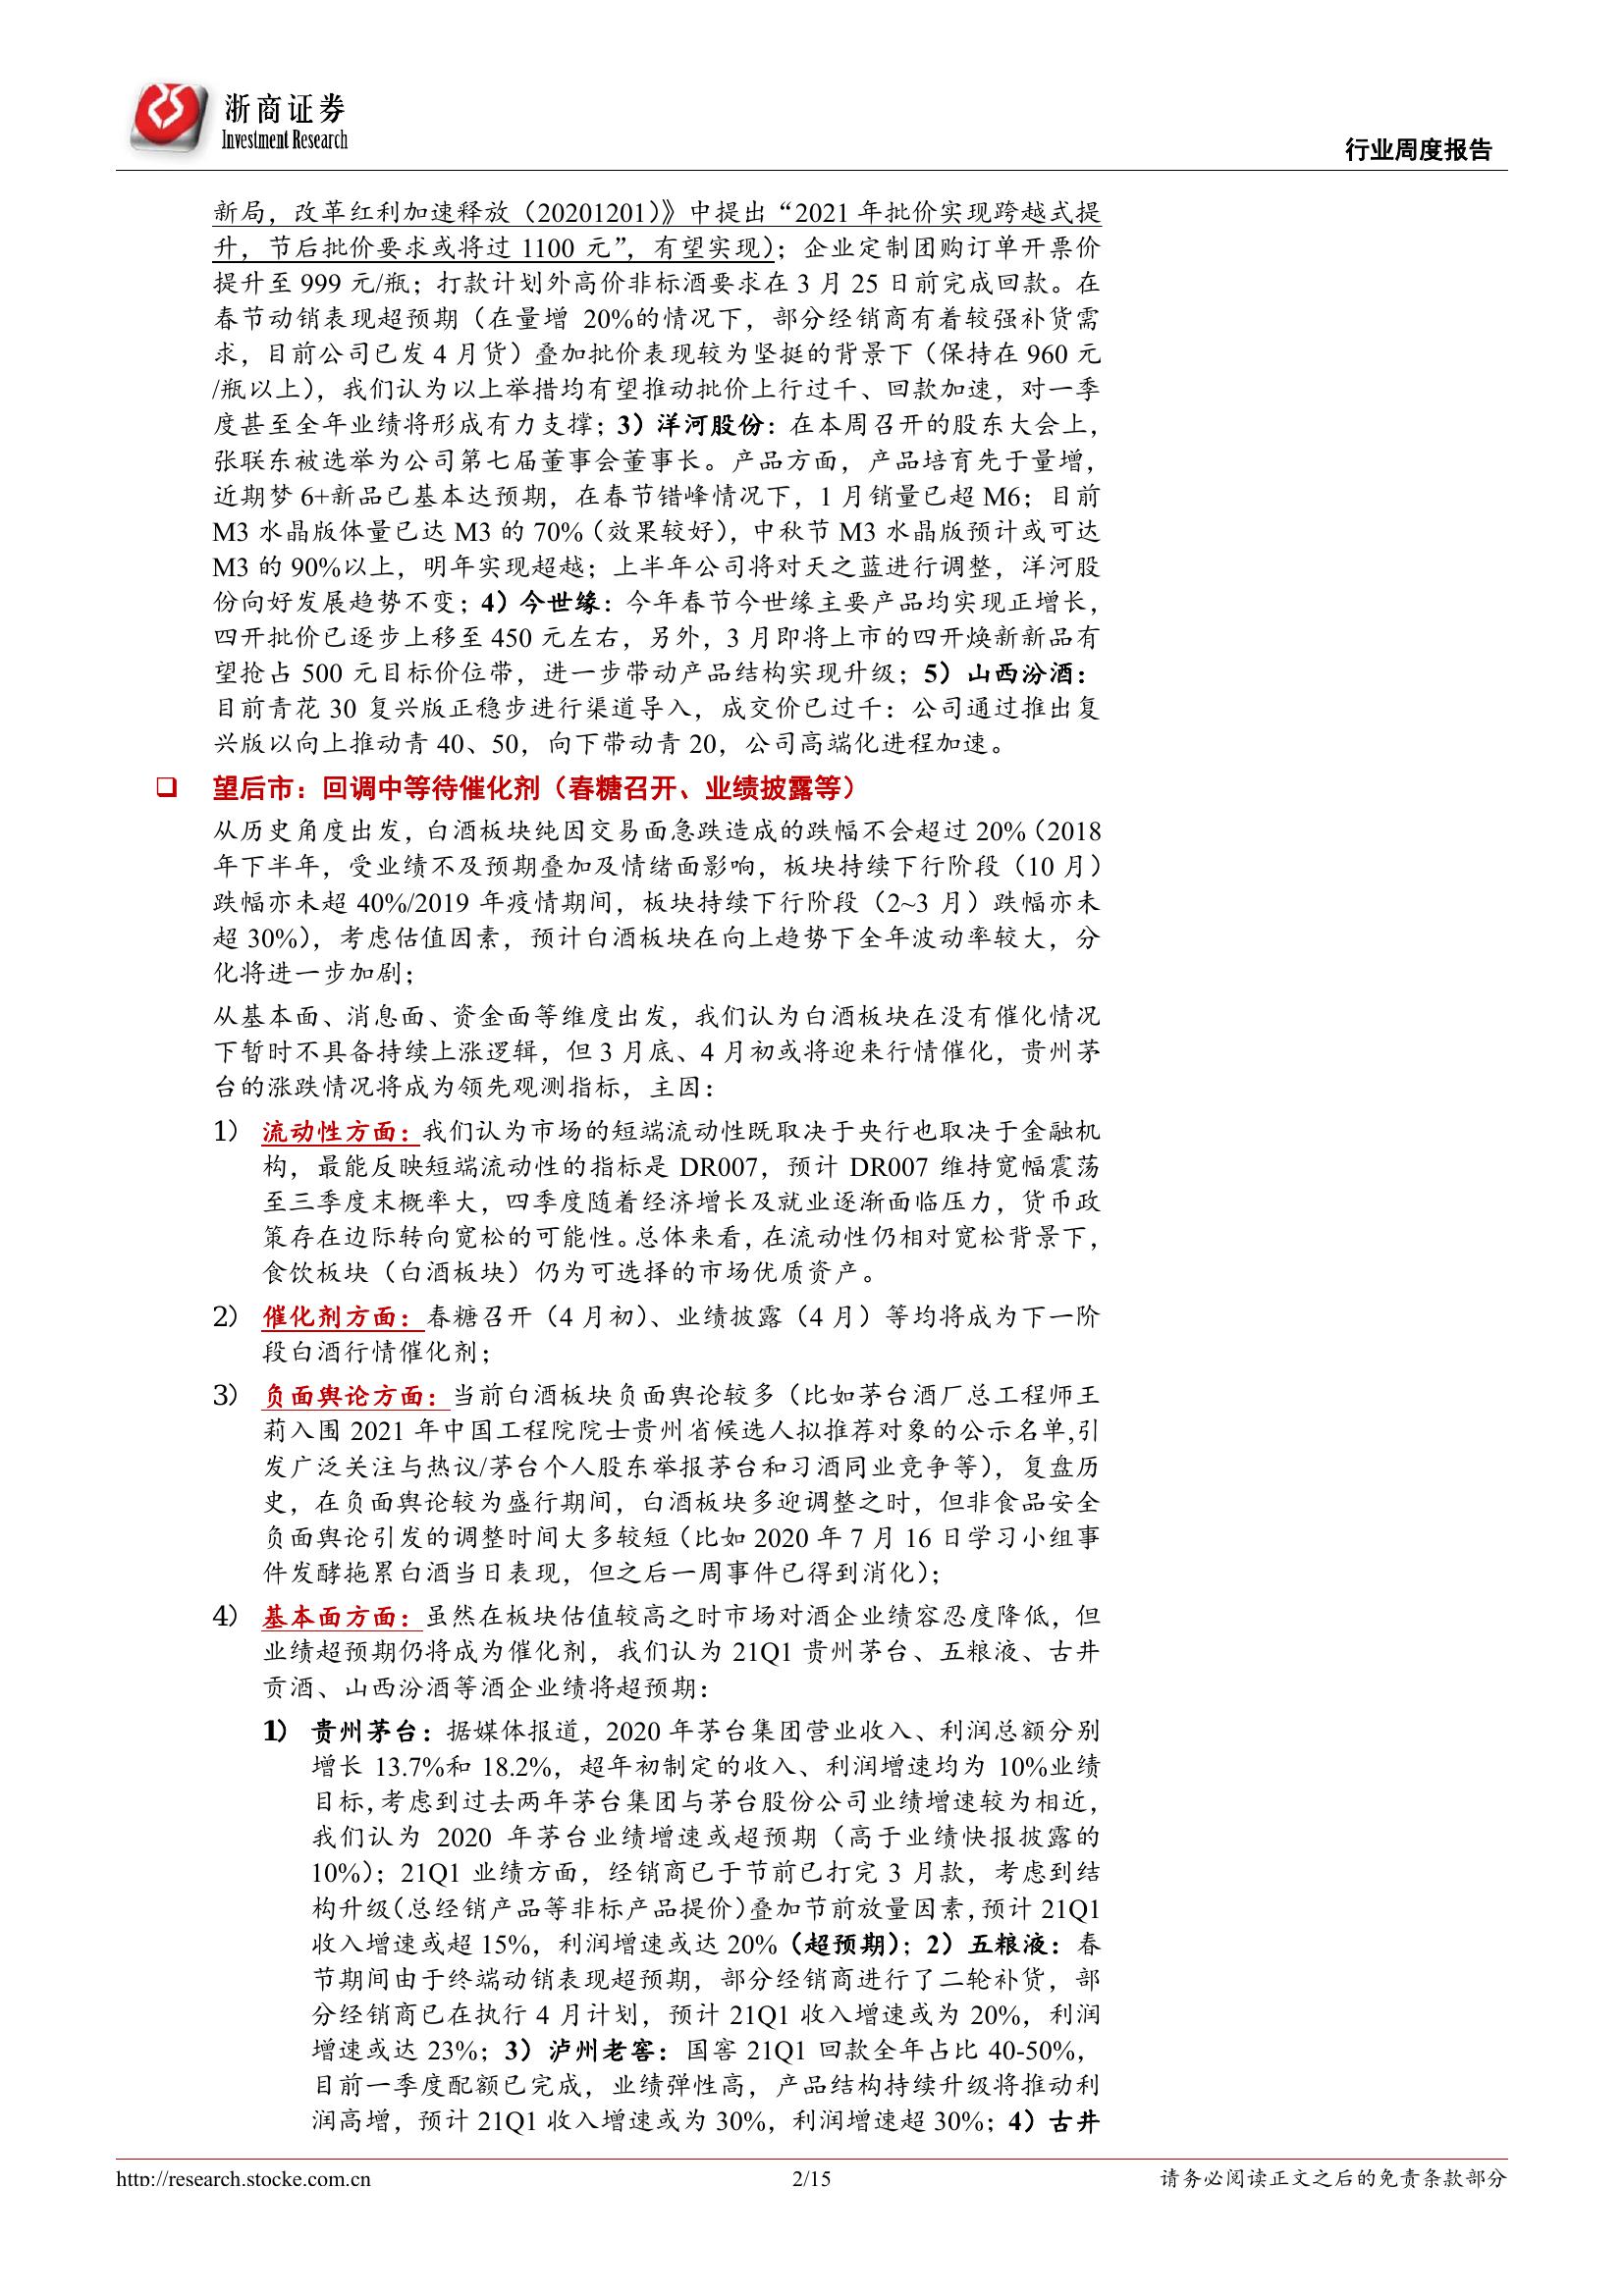 浙商证券
Investment Research
行业周度报告
新局，改革红利加速释放（20201201)》中提出“2021 年批价实现跨越式提
升，节后批价要求或将过 1100 元”，有望实现）；企业定制团购订单开票价
提升至 999 元/瓶；打款计划外高价非标酒要求在 3 月 25 日前完成回款。在
春节动销表现超预期（在量增 20%的情况下，部分经销商有着较强补货需
求，目前公司已发 4 月货）叠加批价表现较为坚挺的背景下（保持在 960 元
/瓶以上），我们认为以上举措均有望推动批价上行过千、回款加速，对一季
度甚至全年业绩将形成有力支撑；3）洋河股份：在本周召开的股东大会上，
张联东被选举为公司第七届董事会董事长。产品方面，产品培育先于量增，
近期梦 6+新品已基本达预期，在春节错峰情况下，1 月销量已超 M6；目前
M3 水晶版体量已达 M3 的 70%（效果较好），中秋节 M3 水晶版预计或可达
M3 的 90%以上，明年实现超越；上半年公司将对天之蓝进行调整，洋河股
份向好发展趋势不变；4）今世缘：今年春节今世缘主要产品均实现正增长，
四开批价已逐步上移至 450 元左右，另外，3 月即将上市的四开焕新新品有
望抢占 500 元目标价位带，进一步带动产品结构实现升级；5）山西汾酒：
目前青花 30 复兴版正稳步进行渠道导入，成交价已过千：公司通过推出复
兴版以向上推动青 40、50，向下带动青 20，公司高端化进程加速。
❑ 望后市：回调中等待催化剂（春糖召开、业绩披露等）
从历史角度出发，白酒板块纯因交易面急跌造成的跌幅不会超过 20%（2018
年下半年，受业绩不及预期叠加及情绪面影响，板块持续下行阶段（10 月）
跌幅亦未超 40%/2019 年疫情期间，板块持续下行阶段（2~3 月）跌幅亦未
超 30%），考虑估值因素，预计白酒板块在向上趋势下全年波动率较大，分
化将进一步加剧；
从基本面、消息面、资金面等维度出发，我们认为白酒板块在没有催化情况
下暂时不具备持续上涨逻辑，但 3 月底、4 月初或将迎来行情催化，贵州茅
台的涨跌情况将成为领先观测指标，主因：
1） 流动性方面：我们认为市场的短端流动性既取决于央行也取决于金融机
构，最能反映短端流动性的指标是 DR007，预计 DR007 维持宽幅震荡
至三季度末概率大，四季度随着经济增长及就业逐渐面临压力，货币政
策存在边际转向宽松的可能性。总体来看，在流动性仍相对宽松背景下，
食饮板块（白酒板块）仍为可选择的市场优质资产。
2） 催化剂方面：春糖召开（4 月初）、业绩披露（4 月）等均将成为下一阶
段白酒行情催化剂；
3） 负面舆论方面：当前白酒板块负面舆论较多（比如茅台酒厂总工程师王
莉入围 2021 年中国工程院院士贵州省候选人拟推荐对象的公示名单,引
发广泛关注与热议/茅台个人股东举报茅台和习酒同业竞争等），复盘历
史，在负面舆论较为盛行期间，白酒板块多迎调整之时，但非食品安全
负面舆论引发的调整时间大多较短（比如 2020 年 7 月 16 日学习小组事
件发酵拖累白酒当日表现，但之后一周事件已得到消化）；
4） 基本面方面：虽然在板块估值较高之时市场对酒企业绩容忍度降低，但
业绩超预期仍将成为催化剂，我们认为 21Q1 贵州茅台、五粮液、古井
贡酒、山西汾酒等酒企业绩将超预期：
1） 贵州茅台：据媒体报道，2020 年茅台集团营业收入、利润总额分别
增长 13.7%和 18.2%，超年初制定的收入、利润增速均为 10%业绩
目标，考虑到过去两年茅台集团与茅台股份公司业绩增速较为相近，
我们认为 2020 年茅台业绩增速或超预期（高于业绩快报披露的
10%）；21Q1 业绩方面，经销商已于节前已打完 3 月款，考虑到结
构升级（总经销产品等非标产品提价）叠加节前放量因素，预计 21Q1
收入增速或超 15%，利润增速或达 20%（超预期）；2）五粮液：春
节期间由于终端动销表现超预期，部分经销商进行了二轮补货，部
分经销商已在执行 4 月计划，预计 21Q1 收入增速或为 20%，利润
增速或达 23%；3）泸州老窖：国窖 21Q1 回款全年占比 40-50%，
目前一季度配额已完成，业绩弹性高，产品结构持续升级将推动利
润高增，预计 21Q1 收入增速或为 30%，利润增速超 30%；4）古井
http://research.stocke.com.cn
2/15
请务必阅读正文之后的免责条款部分